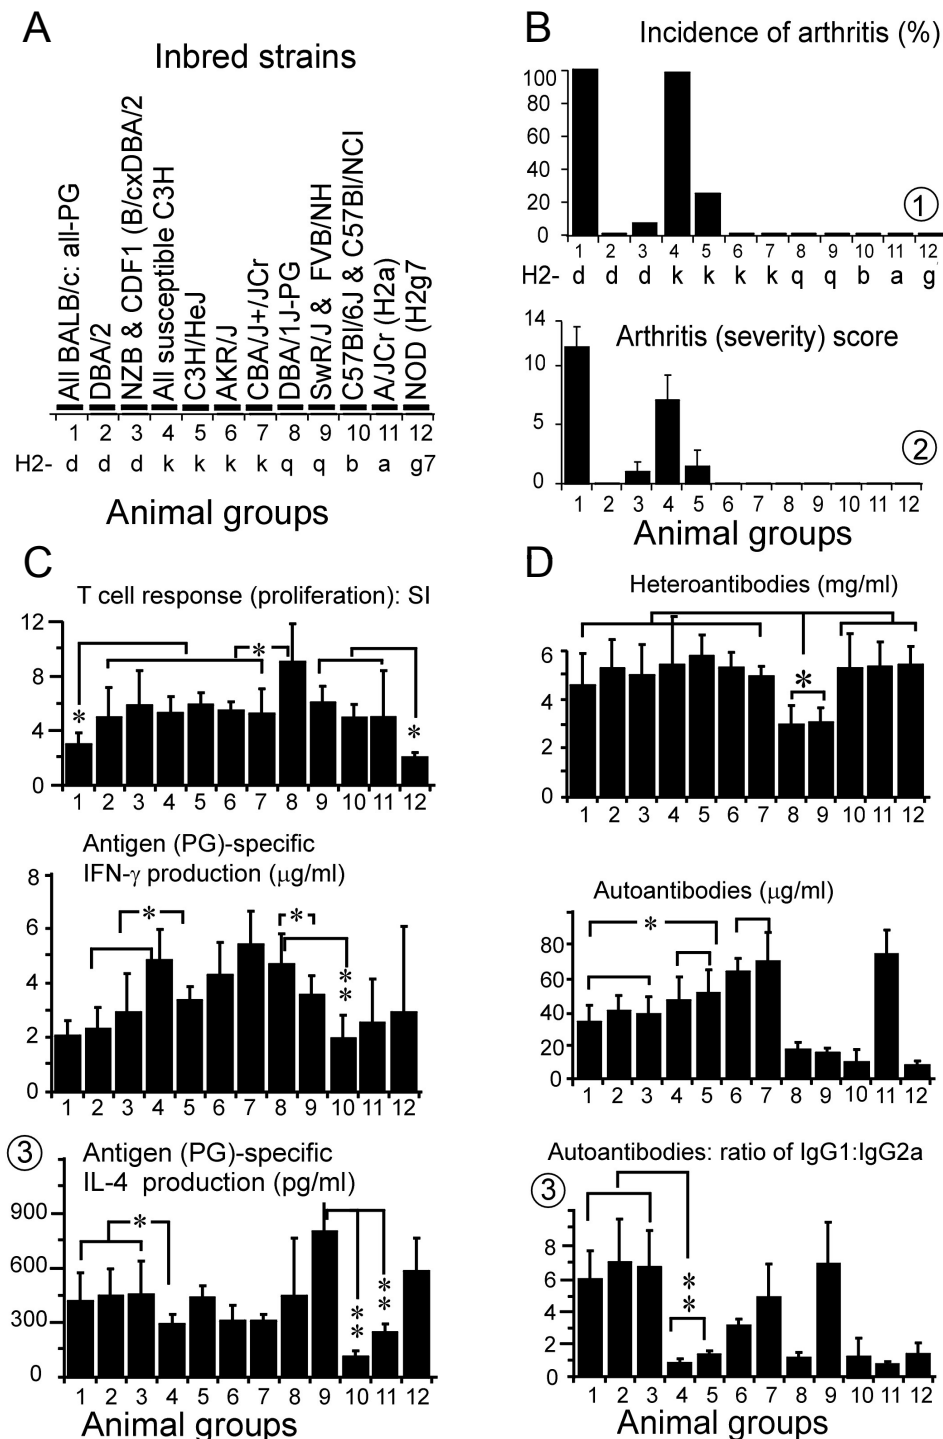 A
Inbred strains
All BALB/c: all-PG
DBA/2
NZB & CDF1 (B/cxDBA/2
All susceptible C3H
C3H/HeJ
AKR/J
CBA/J+/JCr
DBA/1J-PG
SwR/J & FVB/NH
C57Bl/6J & C57Bl/NCI
A/JCr (H2a)
NOD (H2g7)
1 2 3 4 5 6 7 8 9 10 11 12
H2- d d d k k k k q q b a g7
Animal groups
B
Incidence of arthritis (%)
100
80
60
40
20
0
①
1 2 3 4 5 6 7 8 9 10 11 12
H2- d d d k k k k q q b a g
Arthritis (severity) score
14
10
5
0
②
1 2 3 4 5 6 7 8 9 10 11 12
Animal groups
C
T cell response (proliferation): SI
12
8
4
0
* * *
1 2 3 4 5 6 7 8 9 10 11 12
Antigen (PG)-specific
IFN-γ production (μg/ml)
8
6
4
2
0
* * **
1 2 3 4 5 6 7 8 9 10 11 12
③ Antigen (PG)-specific
IL-4 production (pg/ml)
900
600
300
0
* ** **
1 2 3 4 5 6 7 8 9 10 11 12
Animal groups
D
Heteroantibodies (mg/ml)
6
4
2
0
*
1 2 3 4 5 6 7 8 9 10 11 12
Autoantibodies (μg/ml)
80
60
40
20
0
*
1 2 3 4 5 6 7 8 9 10 11 12
Autoantibodies: ratio of IgG1:IgG2a
③
8
6
4
2
0
**
1 2 3 4 5 6 7 8 9 10 11 12
Animal groups